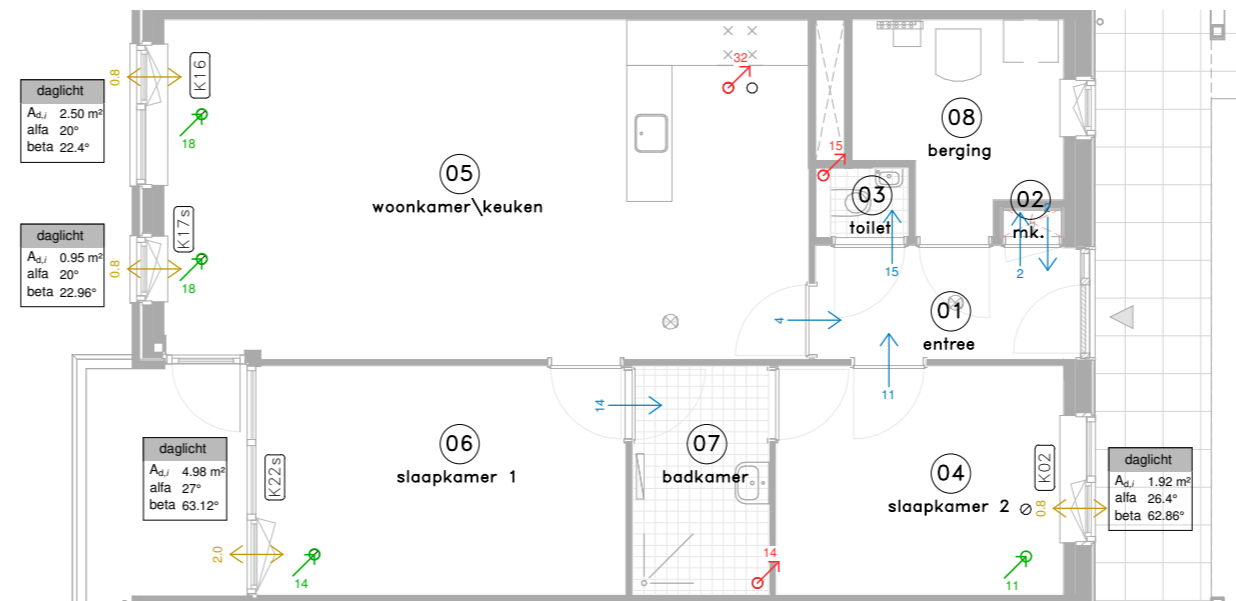 daglicht
Ad,i 2.50 m²
alfa 20°
beta 22.4°
0.8
K16
18
32
15
08
berging
05
woonkamer\keuken
03
toilet
02
mk.
2
2
15
daglicht
Ad,i 0.95 m²
alfa 20°
beta 22.96°
0.8
K17s
18
4
01
entree
11
14
daglicht
Ad,i 4.98 m²
alfa 27°
beta 63.12°
K22s
2.0
14
06
slaapkamer 1
07
badkamer
14
04
slaapkamer 2
K02
0.8
11
daglicht
Ad,i 1.92 m²
alfa 26.4°
beta 62.86°